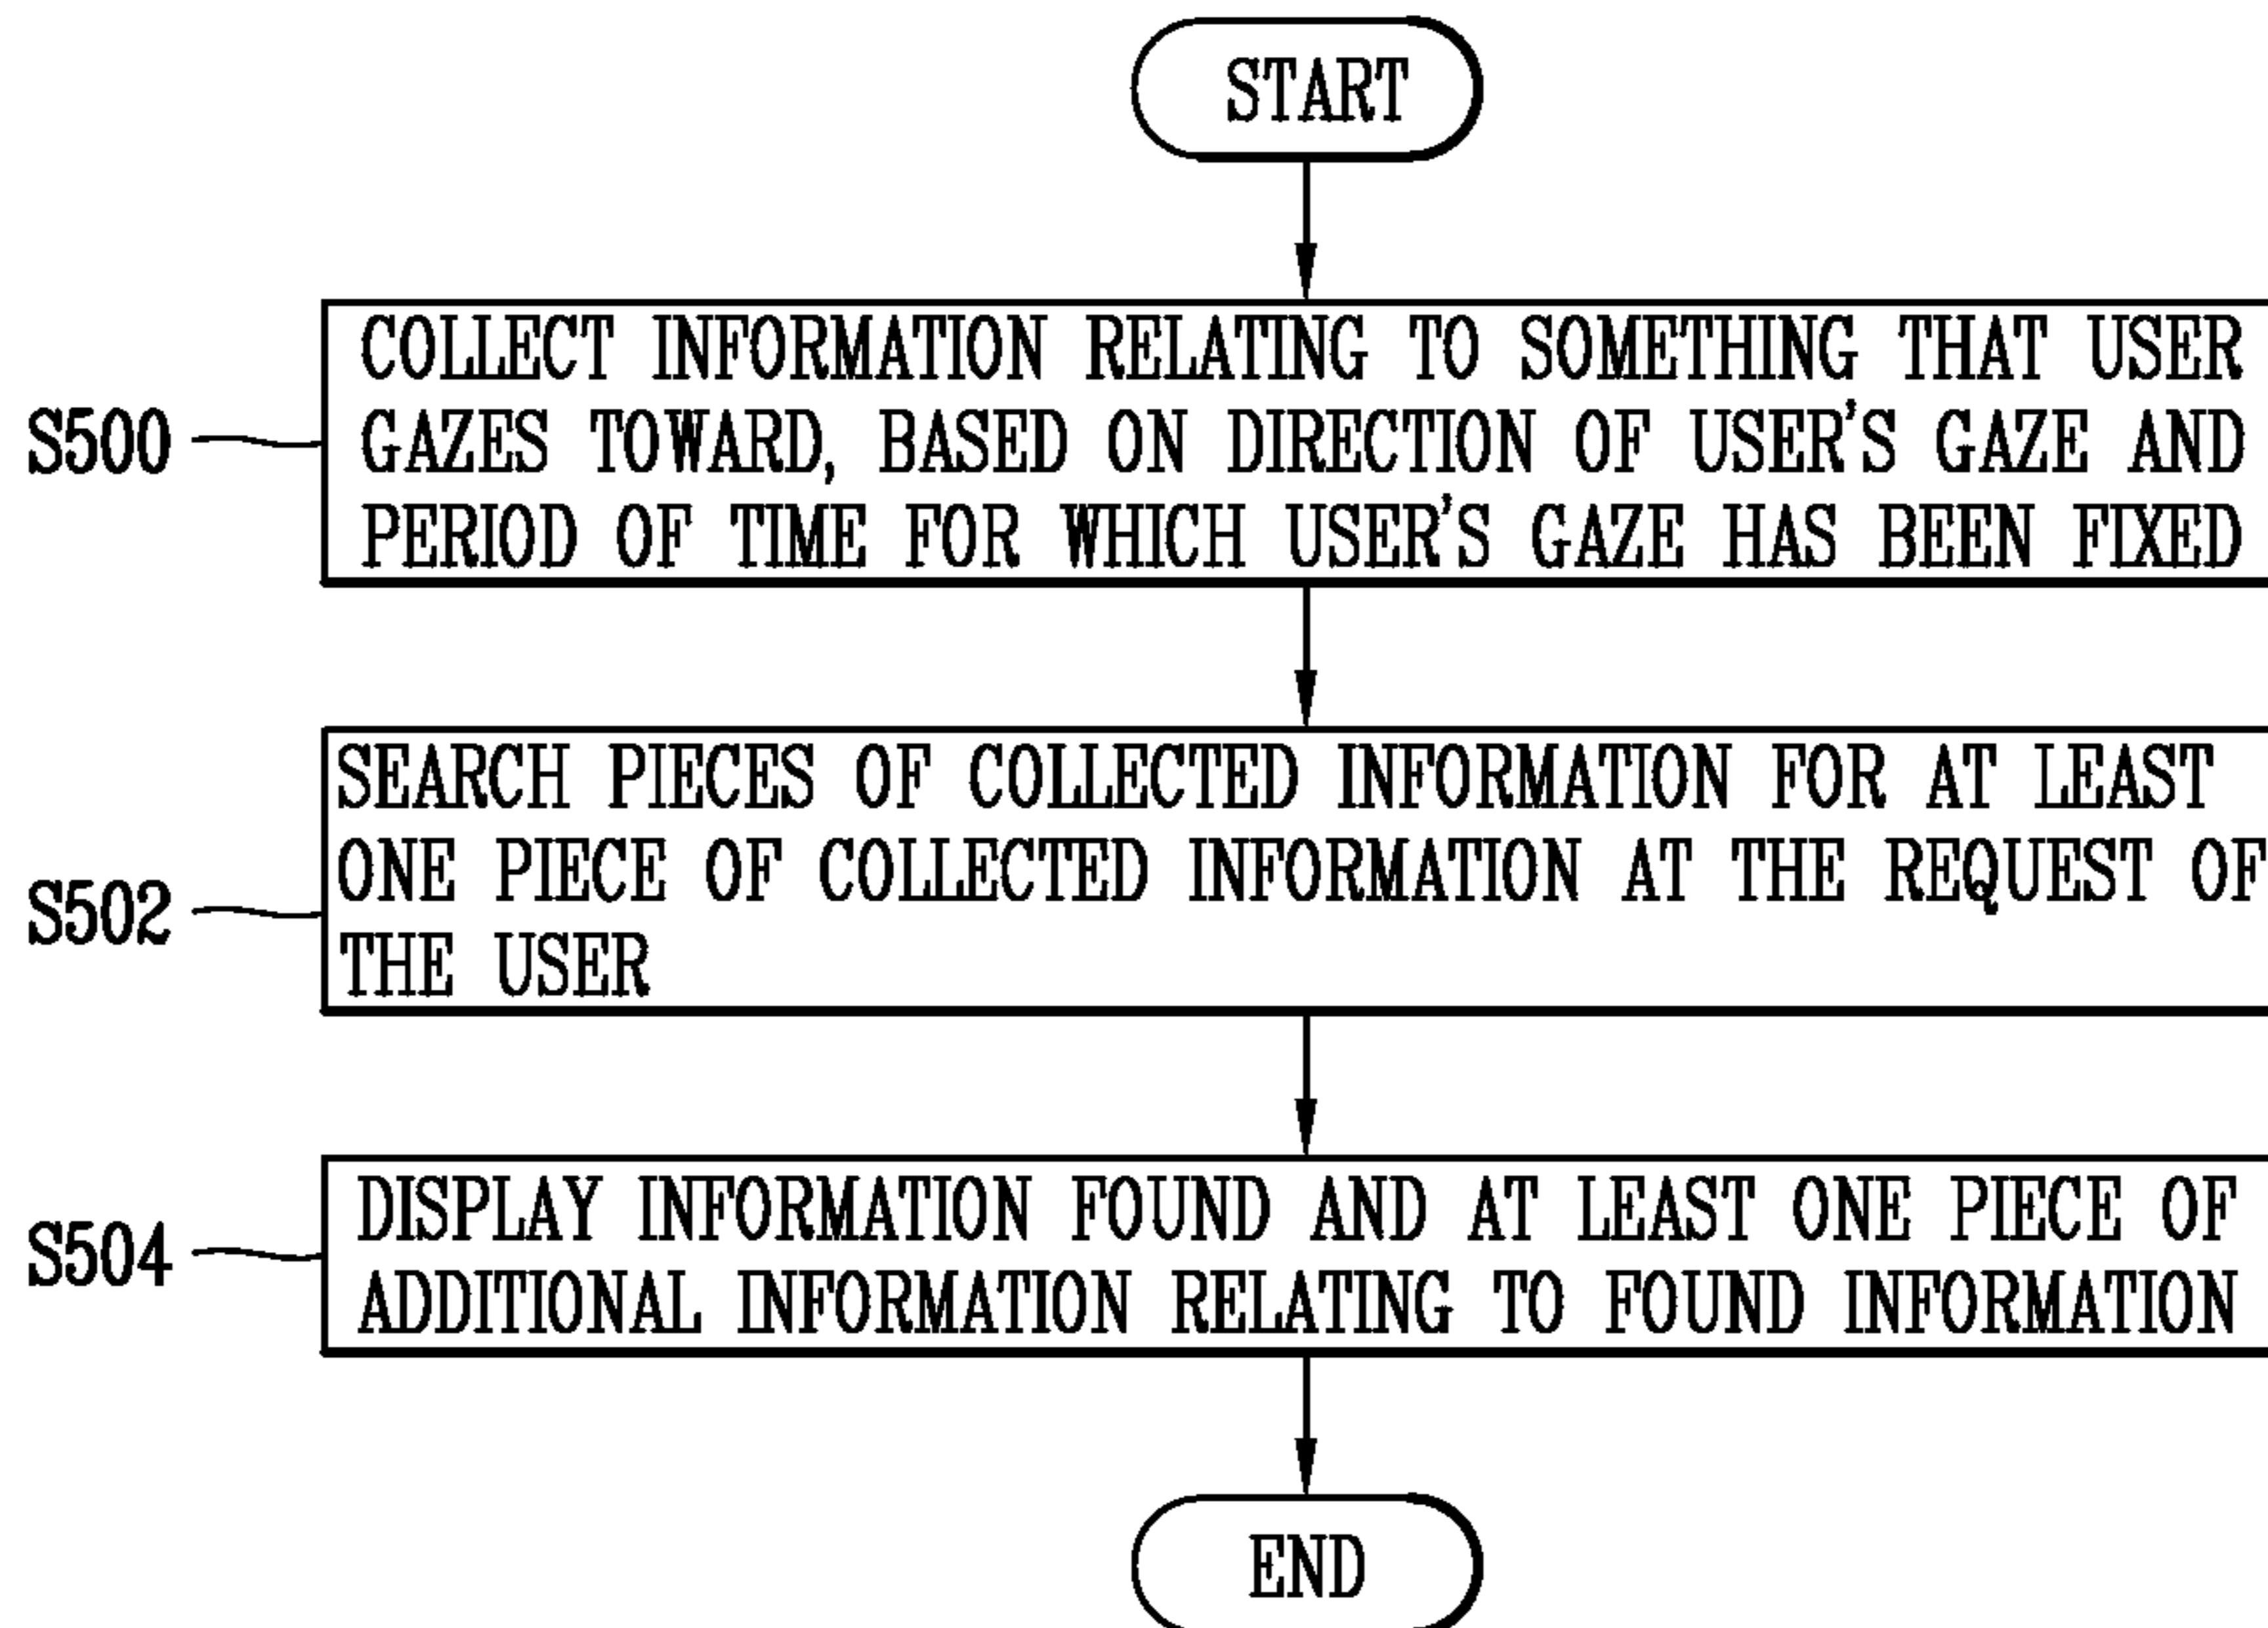 START
S500
COLLECT INFORMATION RELATING TO SOMETHING THAT USER
GAZES TOWARD, BASED ON DIRECTION OF USER'S GAZE AND
PERIOD OF TIME FOR WHICH USER'S GAZE HAS BEEN FIXED
S502
SEARCH PIECES OF COLLECTED INFORMATION FOR AT LEAST
ONE PIECE OF COLLECTED INFORMATION AT THE REQUEST OF
THE USER
S504
DISPLAY INFORMATION FOUND AND AT LEAST ONE PIECE OF
ADDITIONAL INFORMATION RELATING TO FOUND INFORMATION
END